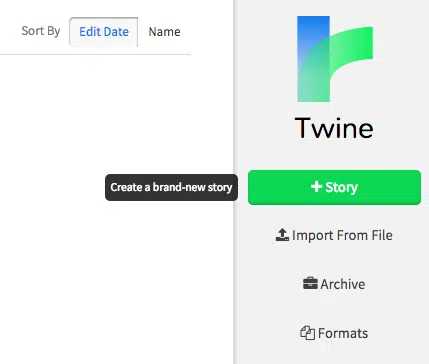 Sort By Edit Date Name
Twine
Create a brand-new story
+ Story
Import From File
Archive
Formats